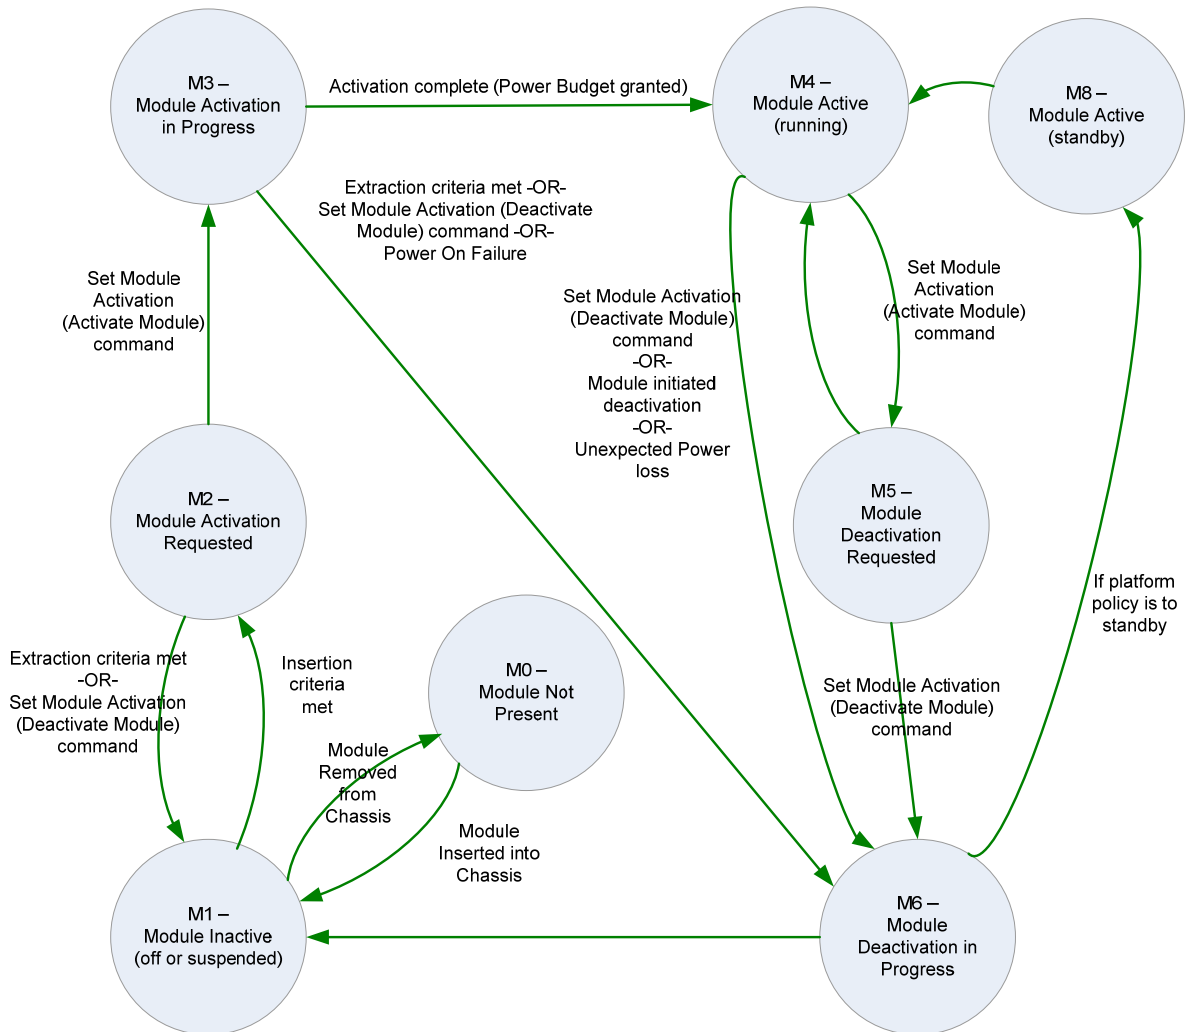 M3 –
Module Activation
in Progress
Activation complete (Power Budget granted)
M4 –
Module Active
(running)
M8 –
Module Active
(standby)
Extraction criteria met -OR-
Set Module Activation (Deactivate
Module) command -OR-
Power On Failure
Set Module
Activation
(Activate Module)
command
Set Module Activation
(Deactivate Module)
command
-OR-
Module initiated
deactivation
-OR-
Unexpected Power
loss
Set Module
Activation
(Activate Module)
command
M2 –
Module Activation
Requested
M5 –
Module
Deactivation
Requested
If platform
policy is to
standby
Extraction criteria met
-OR-
Set Module Activation
(Deactivate Module)
command
Insertion
criteria
met
M0 –
Module Not
Present
Set Module Activation
(Deactivate Module)
command
Module
Removed
from
Chassis
Module
Inserted into
Chassis
M1 –
Module Inactive
(off or suspended)
M6 –
Module
Deactivation in
Progress